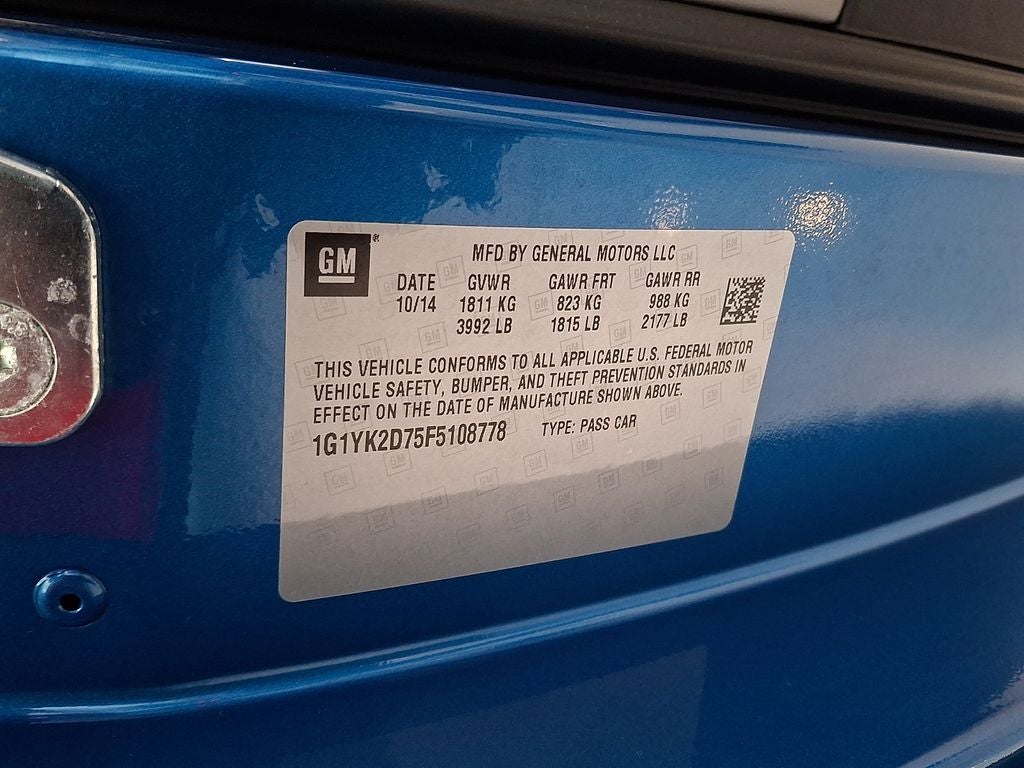 GM®
MFD BY GENERAL MOTORS LLC
DATE GVWR GAWR FRT GAWR RR
10/14 1811 KG 823 KG 988 KG
3992 LB 1815 LB 2177 LB
THIS VEHICLE CONFORMS TO ALL APPLICABLE U.S. FEDERAL MOTOR
VEHICLE SAFETY, BUMPER, AND THEFT PREVENTION STANDARDS IN
EFFECT ON THE DATE OF MANUFACTURE SHOWN ABOVE.
1G1YK2D75F5108778 TYPE: PASS CAR